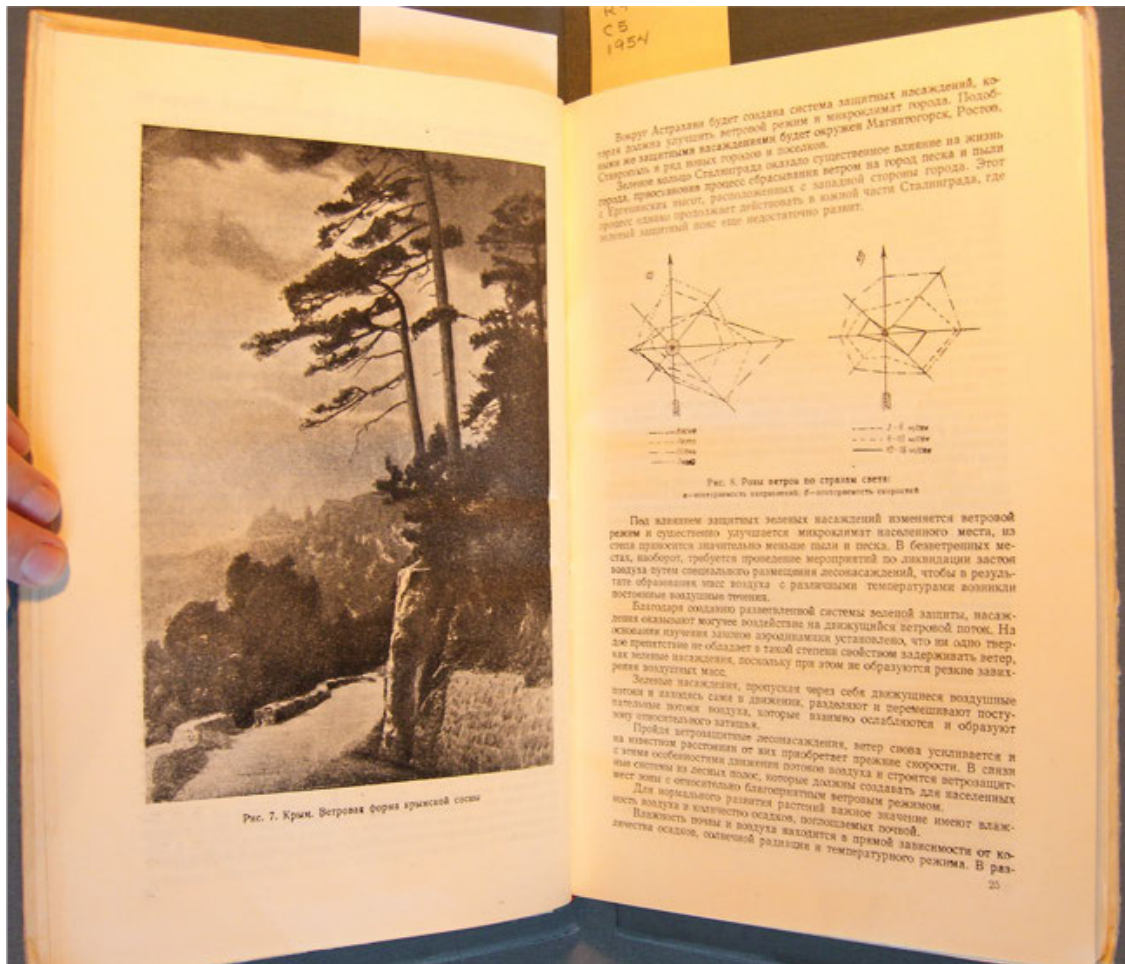 C5
1954
Рис. 7. Крым. Ветровая форма крымской сосны
Вокруг Астрахани будет создана система защитных насаждений, ко-
торая должна улучшить ветровой режим и микроклимат города. Подоб-
ными же защитными насаждениями будет окружен Магнитогорск, Ростов,
Ставрополь и ряд новых городов и поселков.
Зеленое кольцо Сталинграда оказало существенное влияние на жизнь
города, приостановив процесс сбрасывания ветром на город песка и пыли
с Ергенинских высот, расположенных с западной стороны города. Этот
процесс однако продолжает действовать в южной части Сталинграда, где
зеленый защитный пояс еще недостаточно развит.
а)
б)
весна
лето
осень
зима
м/сек
м/сек
м/сек
Рис. 8. Розы ветров по странам света:
а—повторяемость направлений; б—повторяемость скоростей
Под влиянием защитных зеленых насаждений изменяется ветровой
режим и существенно улучшается микроклимат населенного места, из
степи приносится значительно меньше пыли и песка. В безветренных ме-
стах, наоборот, требуется проведение мероприятий по ликвидации застоя
воздуха путем специального размещения лесонасаждений, чтобы в резуль-
тате образования масс воздуха с различными температурами возникли
постоянные воздушные течения.
Благодаря созданию разветвленной системы зеленой защиты, насаж-
дения оказывают могучее воздействие на движущийся ветровой поток. На
основании изучения законов аэродинамики установлено, что ни одно твер-
дое препятствие не обладает в такой степени свойством задерживать ветер,
как зеленые насаждения, поскольку при этом не образуются резкие завих-
рения воздушных масс.
Зеленые насаждения, пропуская через себя движущиеся воздушные
потоки и находясь сами в движении, разделяют и перемешивают посту-
пательные потоки воздуха, которые взаимно ослабляются и образуют
зону относительного затишья.
Пройдя ветрозащитные лесонасаждения, ветер снова усиливается и
на известном расстоянии от них приобретает прежние скорости. В связи
с этими особенностями движения потоков воздуха и строится ветрозащит-
ные системы из лесных полос, которые должны создавать для населенных
мест зоны с относительно благоприятным ветровым режимом.
Для нормального развития растений важное значение имеют влаж-
ность воздуха и количество осадков, поглощаемых почвой.
Влажность почвы и воздуха находится в прямой зависимости от ко-
личества осадков, солнечной радиации и температурного режима. В раз-
25